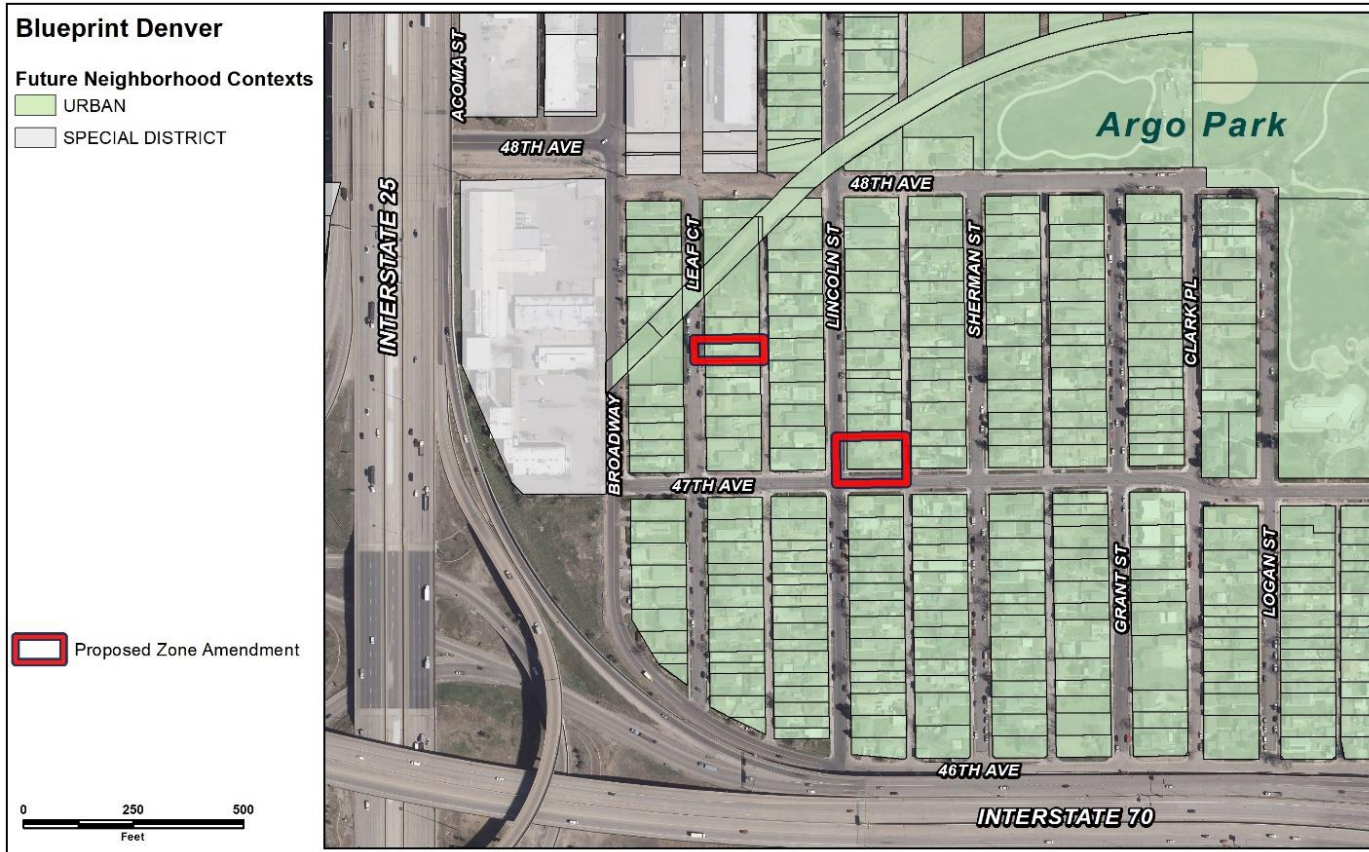 Blueprint Denver
Future Neighborhood Contexts
URBAN
SPECIAL DISTRICT
Proposed Zone Amendment
0 250 500
Feet
ACOMA ST
48TH AVE
Argo Park
INTERSTATE 25
48TH AVE
LEAF CT
LINCOLN ST
SHERMAN ST
CLARK PL
BROADWAY
47TH AVE
GRANT ST
LOGAN ST
46TH AVE
INTERSTATE 70